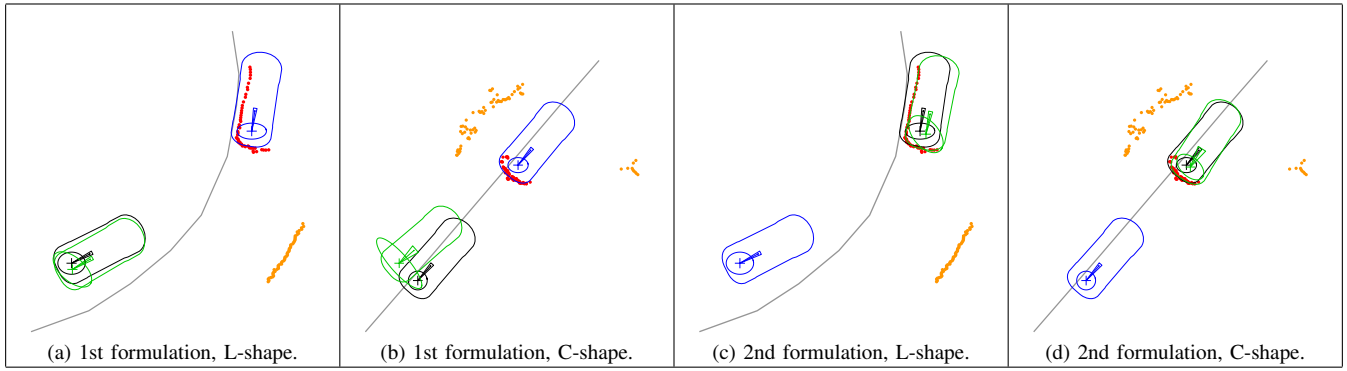 (a) 1st formulation, L-shape.
(b) 1st formulation, C-shape.
(c) 2nd formulation, L-shape.
(d) 2nd formulation, C-shape.